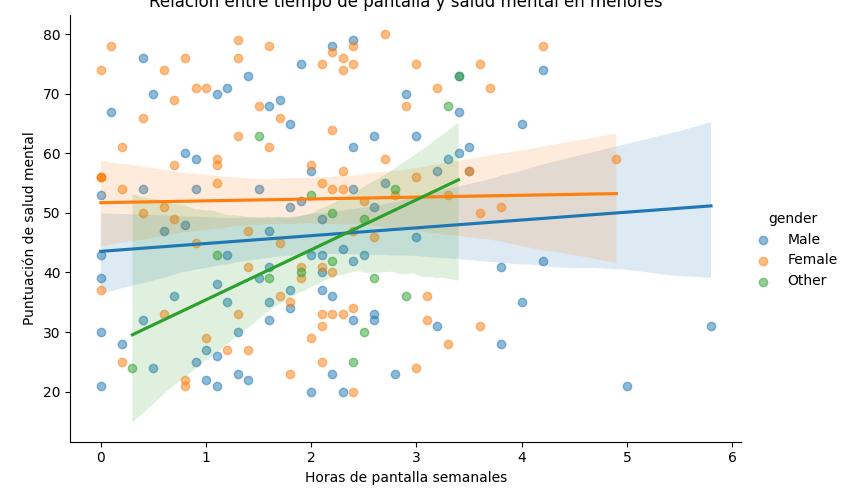 Relación entre tiempo de pantalla y salud mental en menores
80
70
60
50
40
30
20
Puntuación de salud mental
0 1 2 3 4 5 6
Horas de pantalla semanales
gender
Male
Female
Other